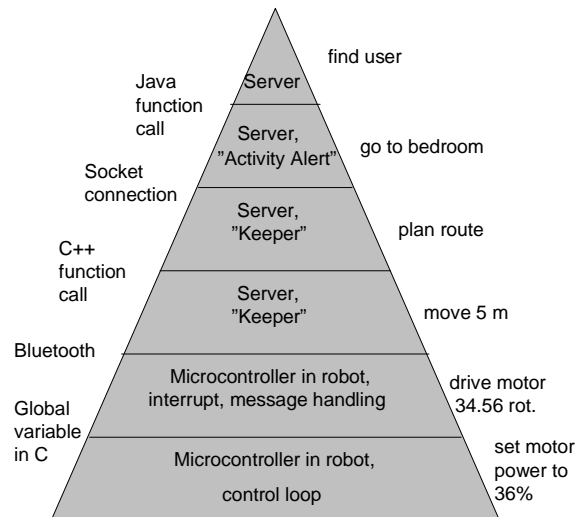 find user
Server
Java
function
call
Server,
”Activity Alert”
go to bedroom
Socket
connection
Server,
”Keeper”
plan route
C++
function
call
Server,
”Keeper”
move 5 m
Bluetooth
Microcontroller in robot,
interrupt, message handling
drive motor
34.56 rot.
Global
variable
in C
Microcontroller in robot,
control loop
set motor
power to
36%